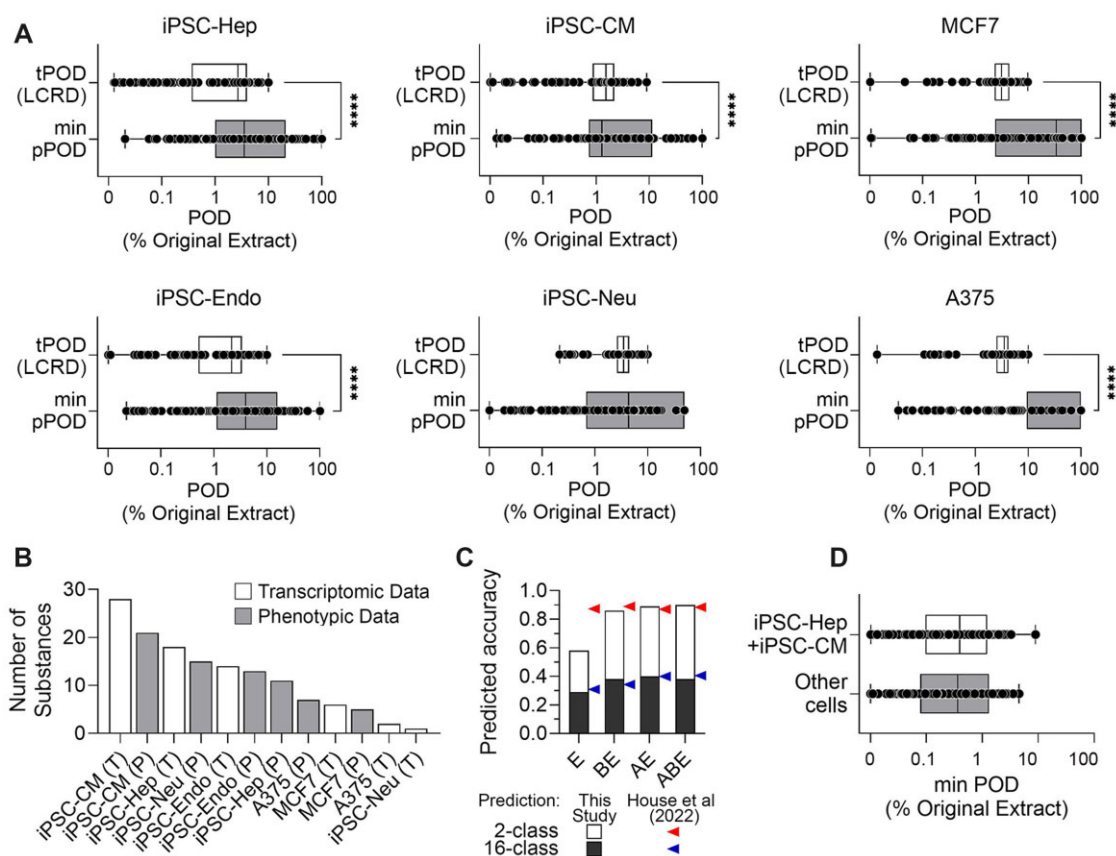 A
iPSC-Hep
tPOD
(LCRD)
min
pPOD
****
0 0.1 1 10 100
POD
(% Original Extract)
iPSC-CM
tPOD
(LCRD)
min
pPOD
****
0 0.1 1 10 100
POD
(% Original Extract)
MCF7
tPOD
(LCRD)
min
pPOD
****
0 0.1 1 10 100
POD
(% Original Extract)
iPSC-Endo
tPOD
(LCRD)
min
pPOD
****
0 0.1 1 10 100
POD
(% Original Extract)
iPSC-Neu
tPOD
(LCRD)
min
pPOD
0 0.1 1 10 100
POD
(% Original Extract)
A375
tPOD
(LCRD)
min
pPOD
****
0 0.1 1 10 100
POD
(% Original Extract)
B
Number of
Substances
30
20
10
0
Transcriptomic Data
Phenotypic Data
iPSC-CM (T)
iPSC-CM (P)
iPSC-Hep (T)
iPSC-Neu (P)
iPSC-Endo (T)
iPSC-Endo (P)
iPSC-Hep (P)
A375 (P)
MCF7 (T)
MCF7 (P)
A375 (T)
iPSC-Neu (T)
C
Predicted accuracy
1.0
0.8
0.6
0.4
0.2
0.0
E
BE
AE
ABE
Prediction: This Study House et al (2022)
2-class
16-class
D
iPSC-Hep
+iPSC-CM
Other
cells
0 0.1 1 10 100
min POD
(% Original Extract)